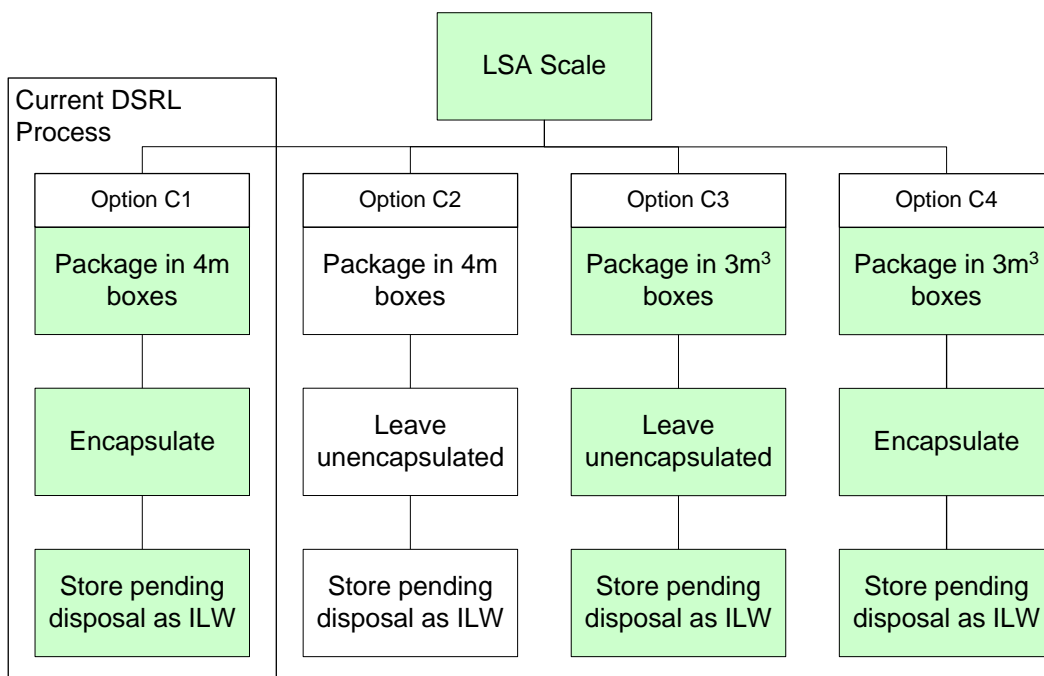 LSA Scale
Current DSRL
Process
Option C1
Package in 4m
boxes
Encapsulate
Store pending
disposal as ILW
Option C2
Package in 4m
boxes
Leave
unencapsulated
Store pending
disposal as ILW
Option C3
Package in 3m³
boxes
Leave
unencapsulated
Store pending
disposal as ILW
Option C4
Package in 3m³
boxes
Encapsulate
Store pending
disposal as ILW